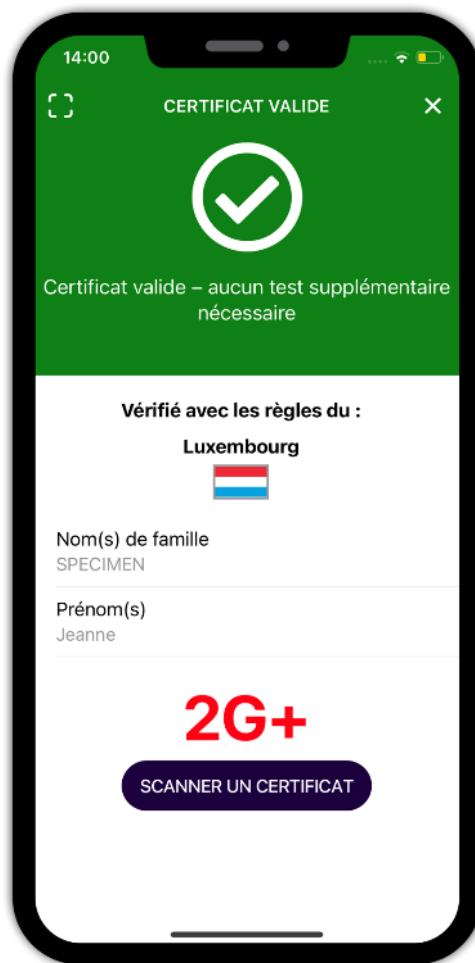 14:00
CERTIFICAT VALIDE
Certificat valide – aucun test supplémentaire
nécessaire
Vérifié avec les règles du :
Luxembourg
Nom(s) de famille
SPECIMEN
Prénom(s)
Jeanne
2G+
SCANNER UN CERTIFICAT